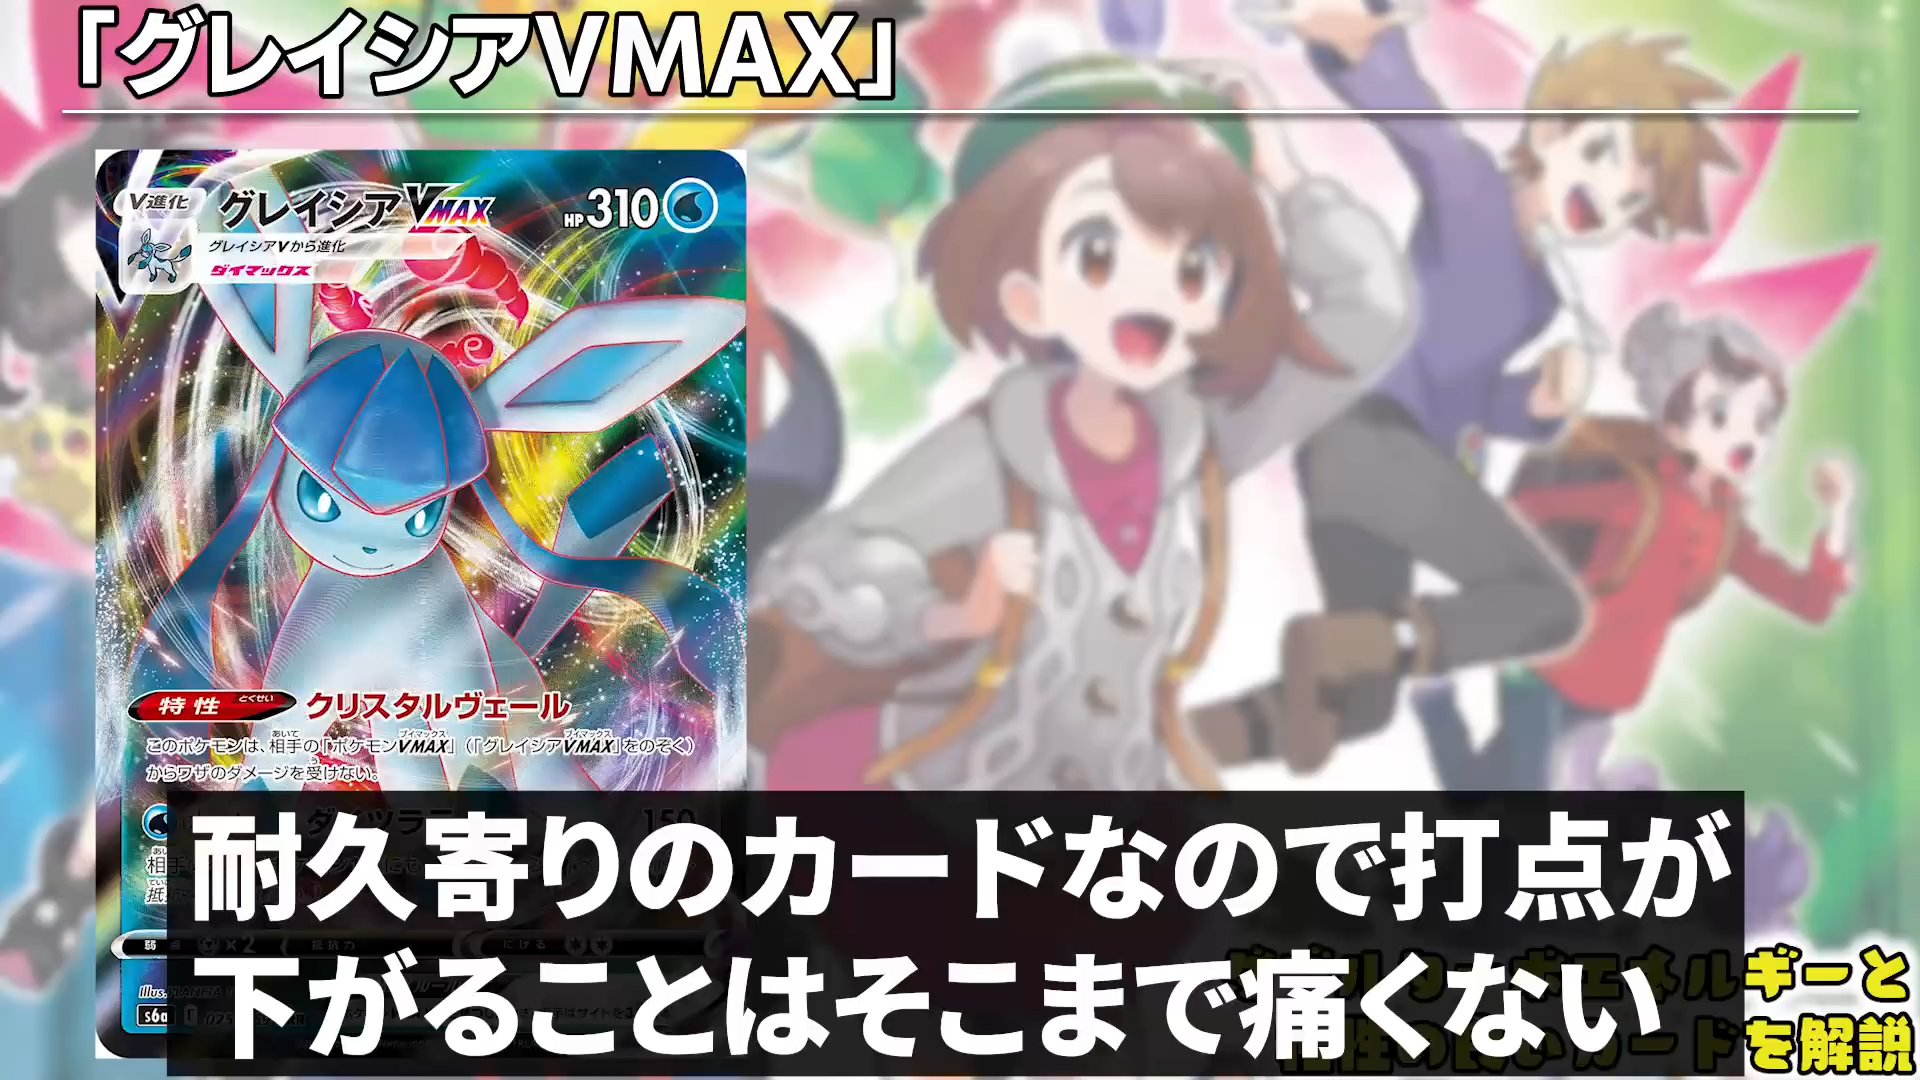 「グレイシアVMAX」
V進化
グレイシアVMAX
HP310
グレイシアVから進化
ダイマックス
特性
とくせい
クリスタルヴェール
このポケモンは、相手の「ポケモンVMAX」(「グレイシアVMAX」をのぞく)
からワザのダメージを受けない。
150
耐久寄りのカードなので打点が
下がることはそこまで痛くない
ギーと
を解説
s6a